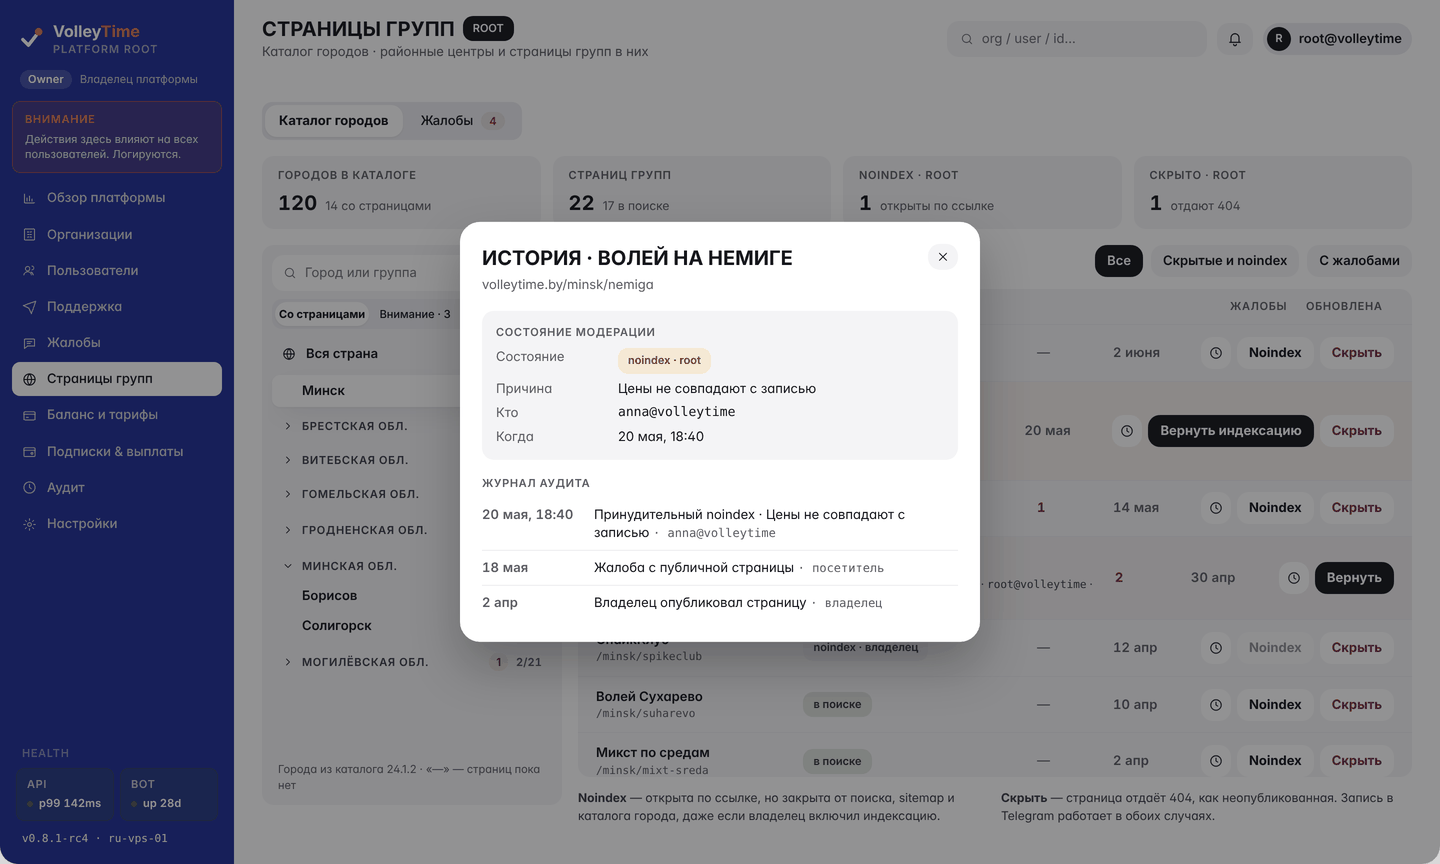 VolleyTime
PLATFORM ROOT
Owner Владелец платформы
ВНИМАНИЕ
Действия здесь влияют на всех
пользователей. Логируются.
Обзор платформы
Организации
Пользователи
Поддержка
Жалобы
Страницы групп
Баланс и тарифы
Подписки & выплаты
Аудит
Настройки
HEALTH
API
p99 142ms
BOT
up 28d
v0.8.1-rc4 · ru-vps-01
СТРАНИЦЫ ГРУПП ROOT
Каталог городов · районные центры и страницы групп в них
org / user / id...
R root@volleytime
Каталог городов Жалобы 4
ГОРОДОВ В КАТАЛОГЕ
120 14 со страницами
СТРАНИЦ ГРУПП
22 17 в поиске
NOINDEX · ROOT
1 открыты по ссылке
СКРЫТО · ROOT
1 отдают 404
Город или группа
Со страницами Внимание · 3
Вся страна
Минск
БРЕСТСКАЯ ОБЛ.
ВИТЕБСКАЯ ОБЛ.
ГОМЕЛЬСКАЯ ОБЛ.
ГРОДНЕНСКАЯ ОБЛ.
МИНСКАЯ ОБЛ.
Борисов
Солигорск
МОГИЛЁВСКАЯ ОБЛ. 1 2/21
Города из каталога 24.1.2 · «—» — страниц пока
нет
Все Скрытые и noindex С жалобами
ЖАЛОБЫ ОБНОВЛЕНА
— 2 июня Noindex Скрыть
20 мая Вернуть индексацию Скрыть
1 14 мая Noindex Скрыть
· root@volleytime · 2 30 апр Вернуть
/minsk/spikeclub
noindex · владелец — 12 апр Noindex Скрыть
Волей Сухарево
/minsk/suharevo
в поиске — 10 апр Noindex Скрыть
Микст по средам
/minsk/mixt-sreda
в поиске — 2 апр Noindex Скрыть
Noindex — открыта по ссылке, но закрыта от поиска, sitemap и
каталога города, даже если владелец включил индексацию.
Скрыть — страница отдаёт 404, как неопубликованная. Запись в
Telegram работает в обоих случаях.
ИСТОРИЯ · ВОЛЕЙ НА НЕМИГЕ
volleytime.by/minsk/nemiga
СОСТОЯНИЕ МОДЕРАЦИИ
Состояние noindex · root
Причина Цены не совпадают с записью
Кто anna@volleytime
Когда 20 мая, 18:40
ЖУРНАЛ АУДИТА
20 мая, 18:40 Принудительный noindex · Цены не совпадают с
записью · anna@volleytime
18 мая Жалоба с публичной страницы · посетитель
2 апр Владелец опубликовал страницу · владелец